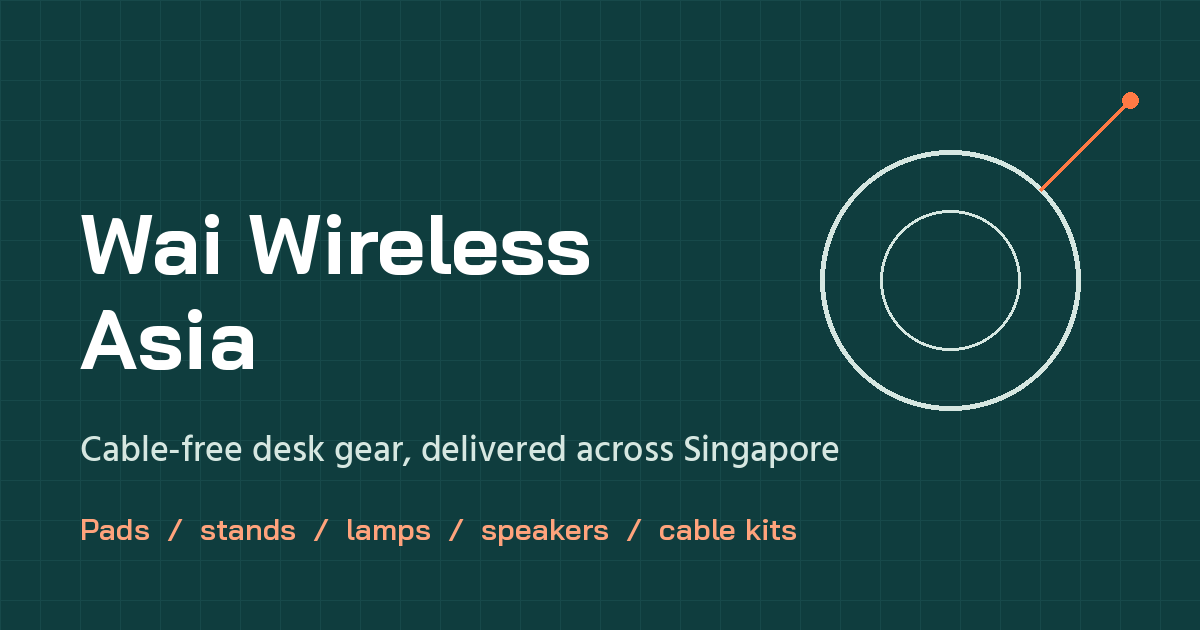 Wai Wireless
Asia
Cable-free desk gear, delivered across Singapore
Pads / stands / lamps / speakers / cable kits